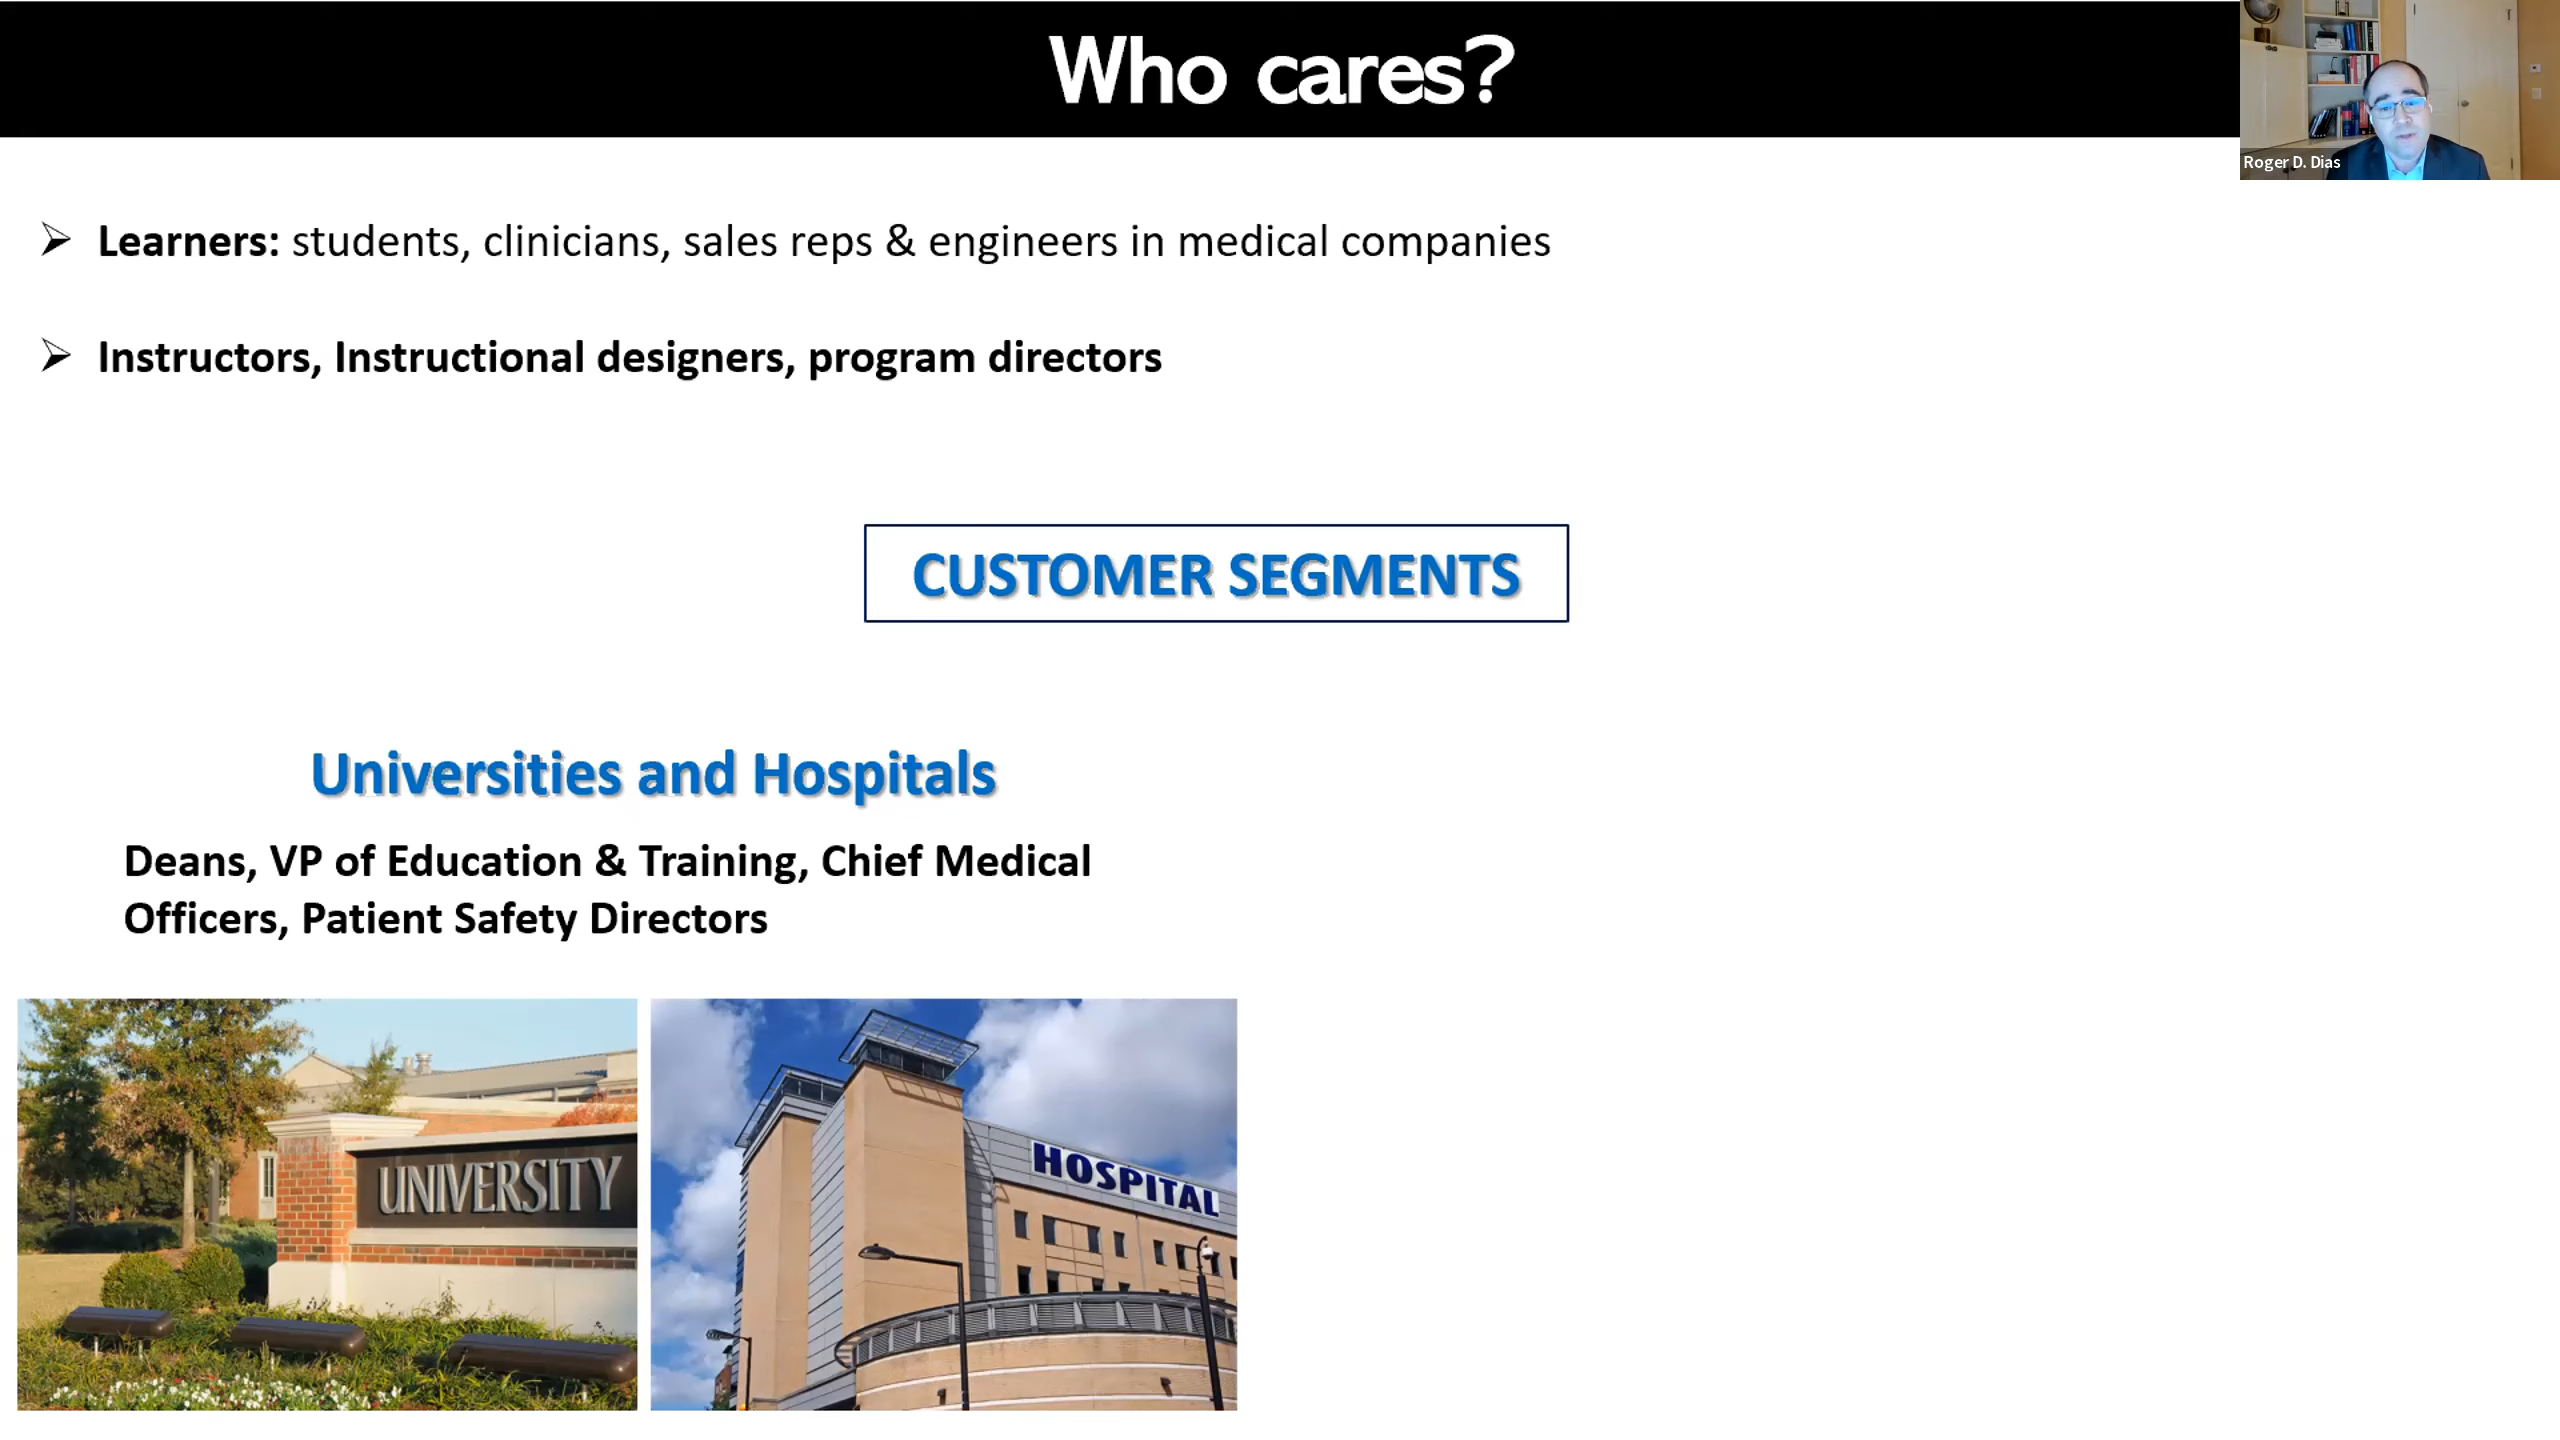 Who cares?
Roger D. Dias
➢ Learners: students, clinicians, sales reps & engineers in medical companies
➢ Instructors, Instructional designers, program directors
CUSTOMER SEGMENTS
Universities and Hospitals
Deans, VP of Education & Training, Chief Medical
Officers, Patient Safety Directors
UNIVERSITY
HOSPITAL